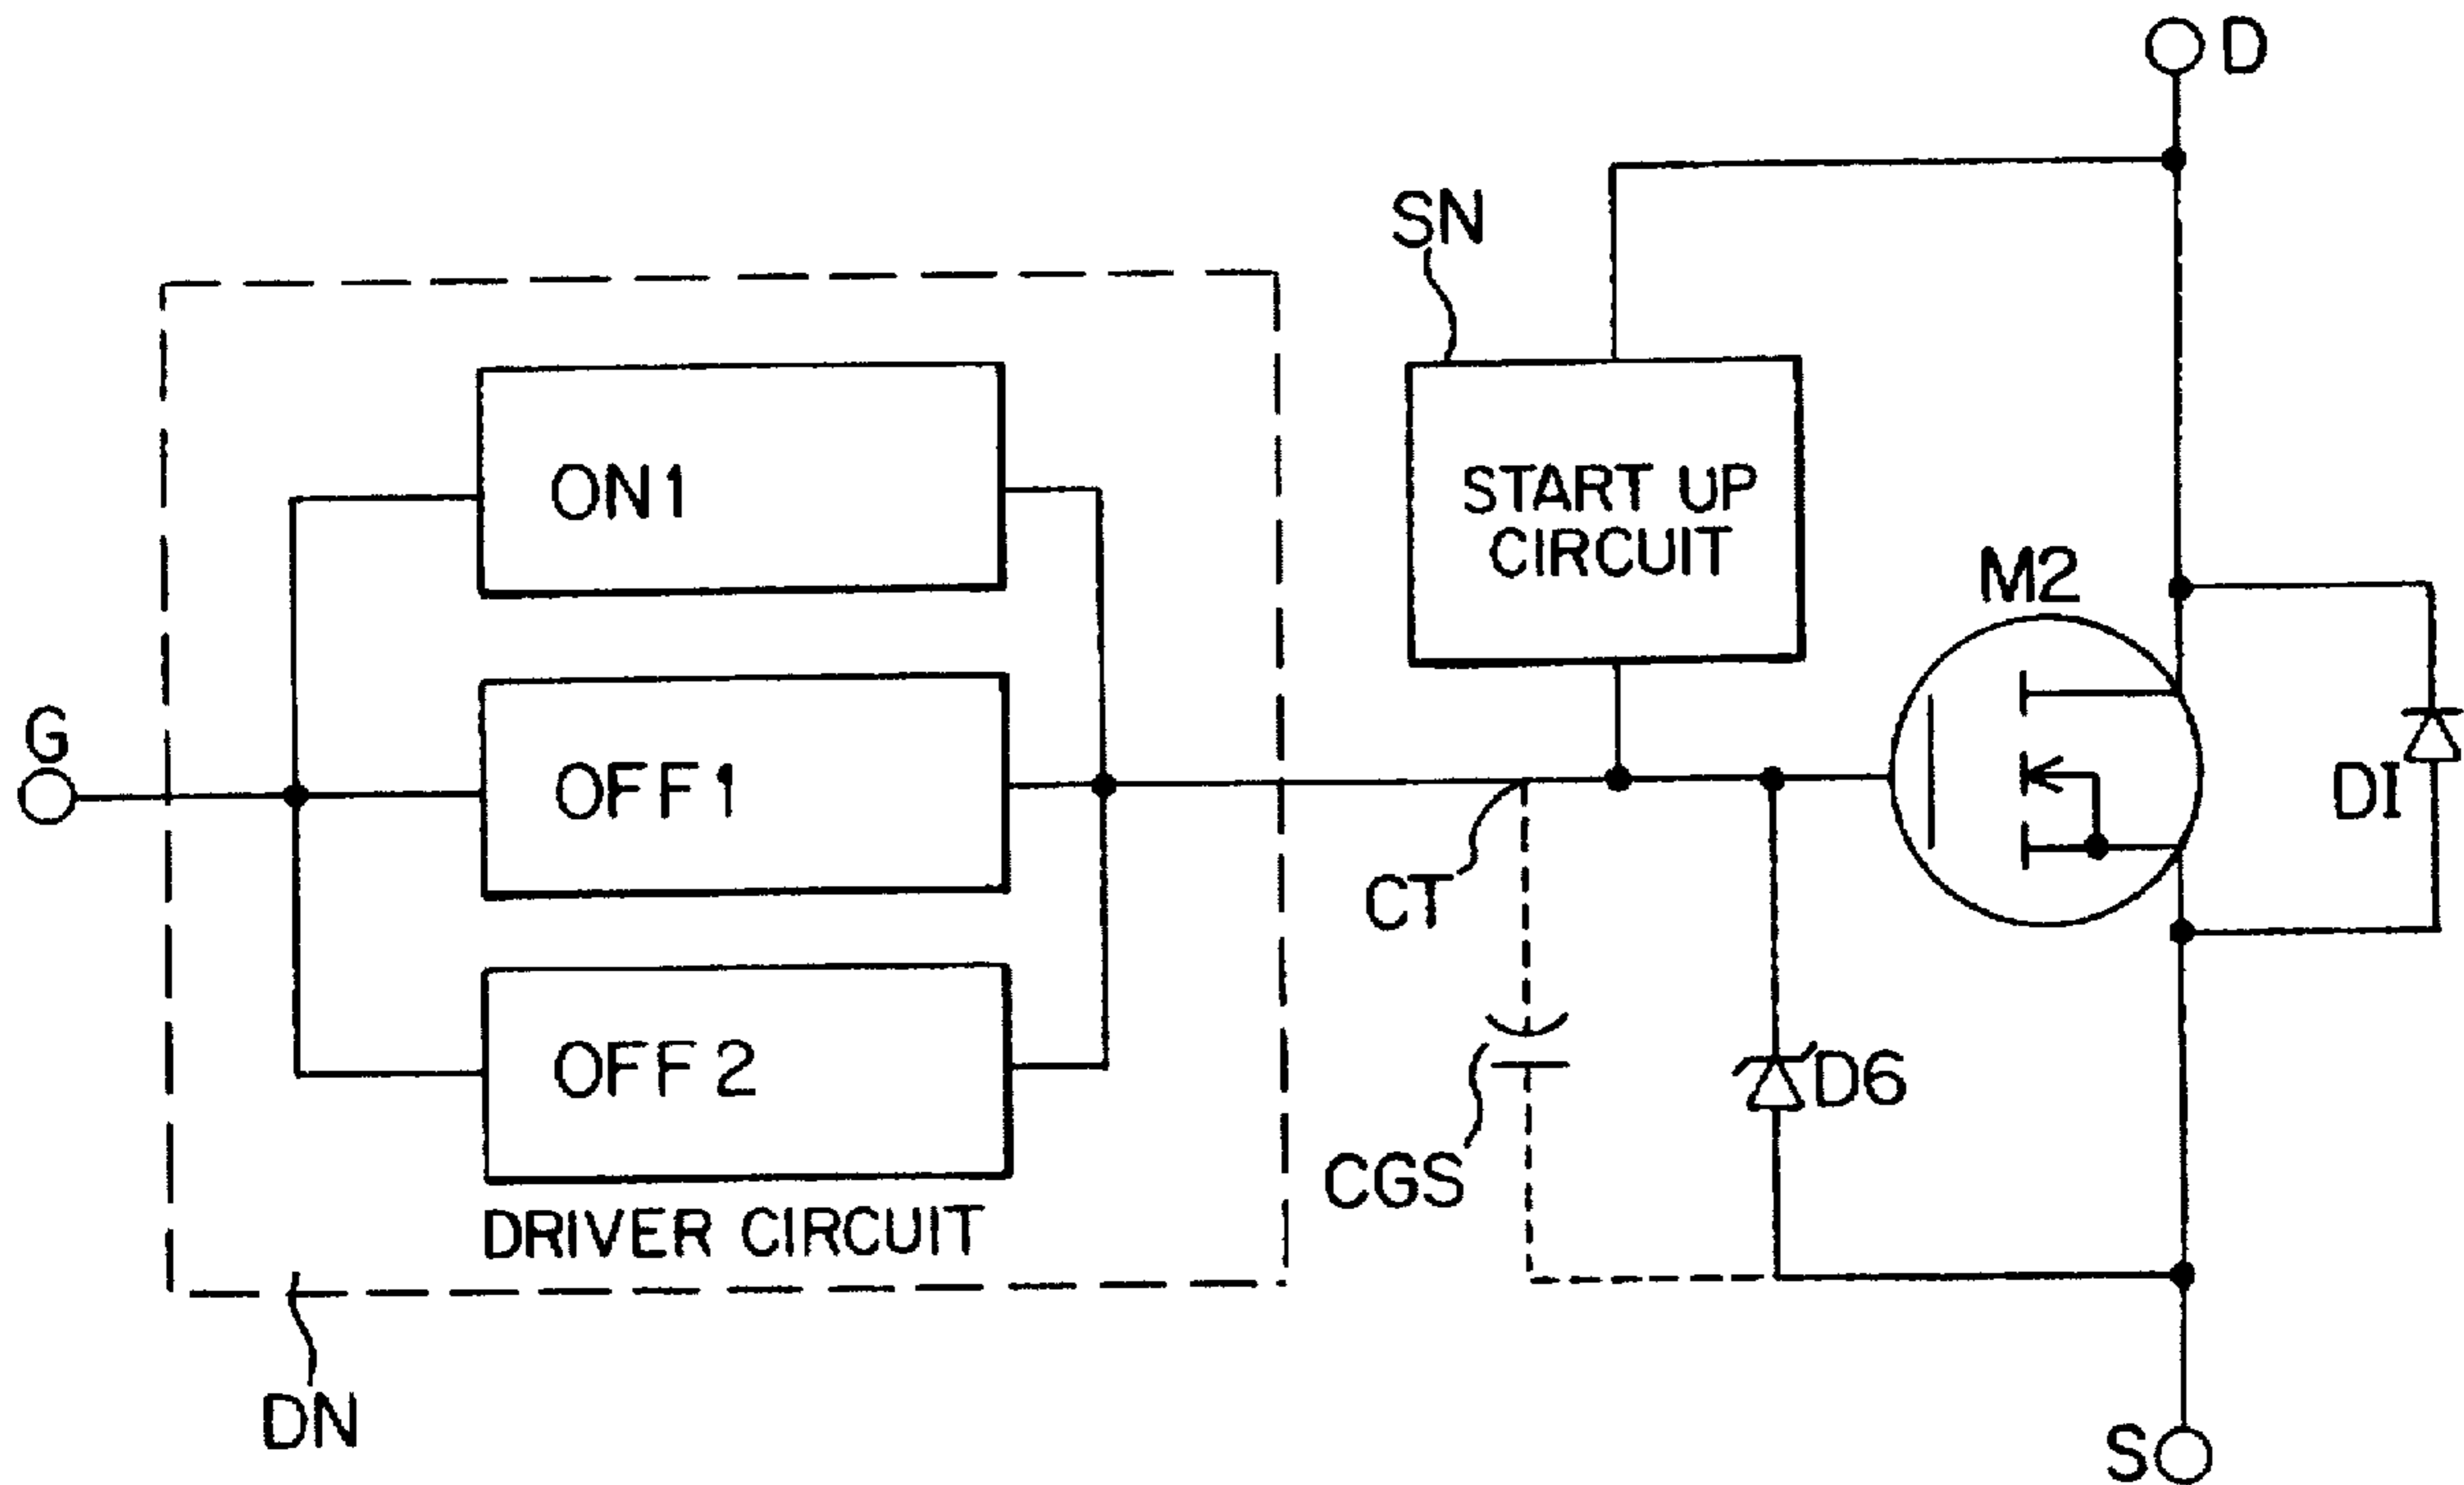 D
SN
ON1
START UP
CIRCUIT
M2
G
OFF1
DI
CT
OFF2
D6
CGS
DRIVER CIRCUIT
DN
S